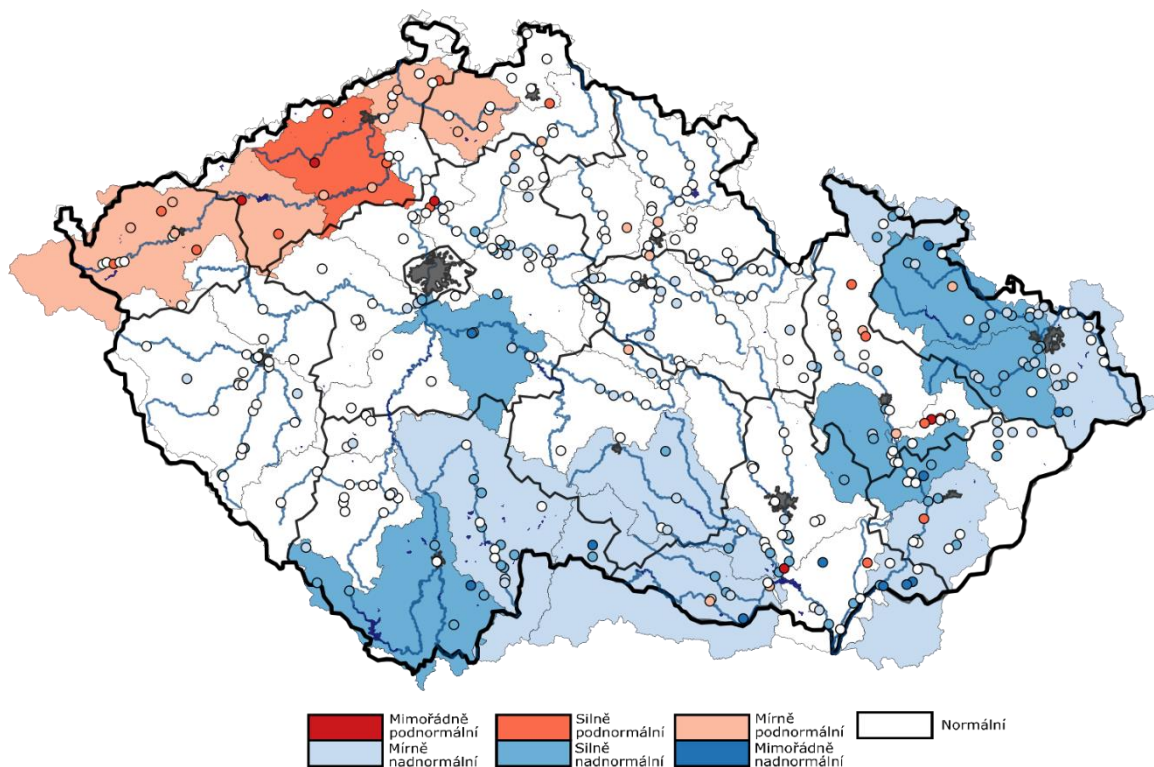 Mimořádně
podnormální
Silně
podnormální
Mírně
podnormální
Normální
Mírně
nadnormální
Silně
nadnormální
Mimořádně
nadnormální